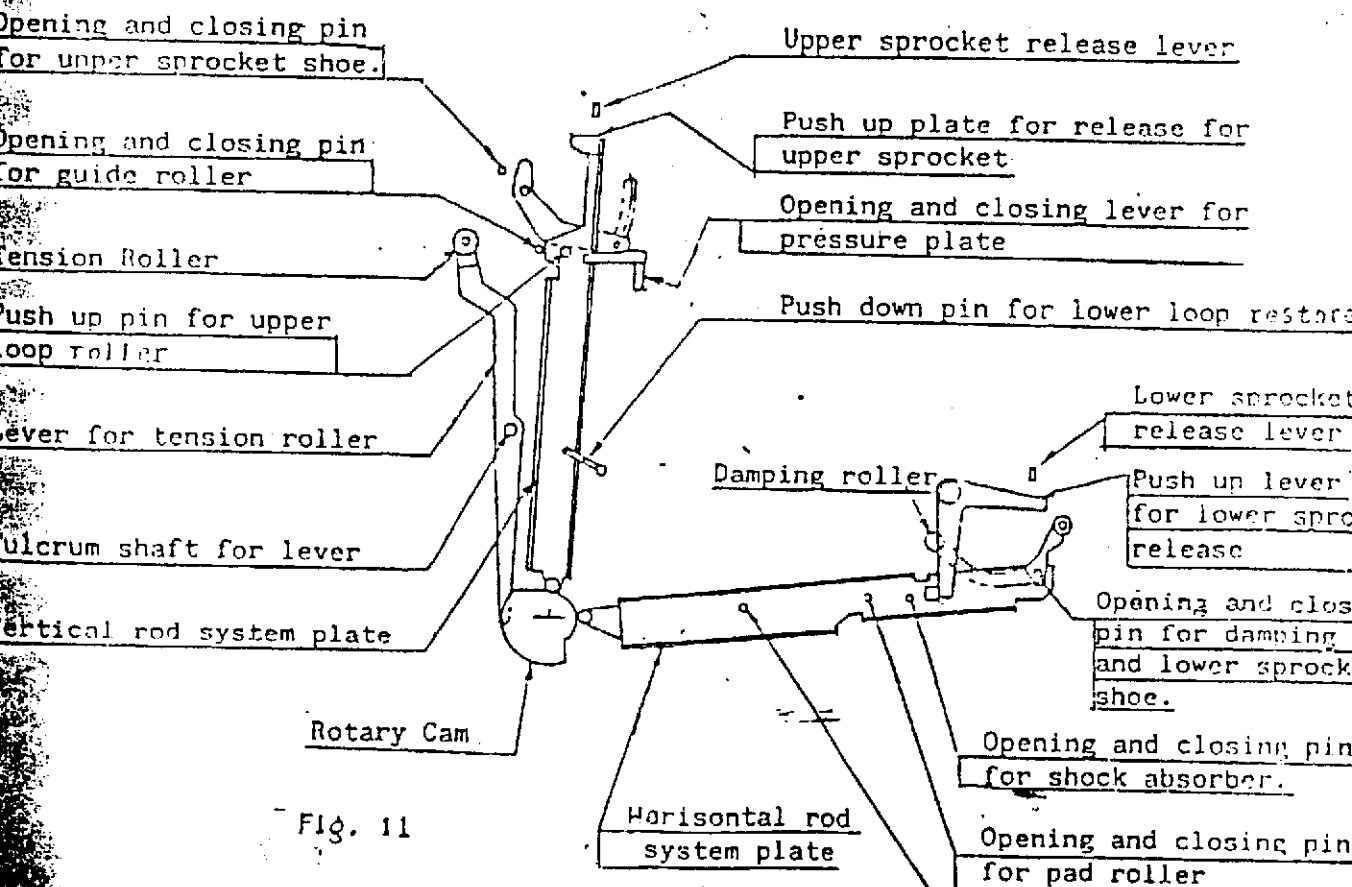 Opening and closing pin
for upper sprocket shoe.
Opening and closing pin
for guide roller
Tension Roller
Push up pin for upper
Loop roller
Lever for tension roller
Fulcrum shaft for lever
Vertical rod system plate
Rotary Cam
Fig. 11
Upper sprocket release lever
Push up plate for release for
upper sprocket
Opening and closing lever for
pressure plate
Push down pin for lower loop restore
Lower sprocket
release lever
Damping roller
Push up lever
for lower spro
release
Opening and clos
pin for damping
and lower sprock
shoe.
Opening and closing pin
for shock absorber.
Horisontal rod
system plate
Opening and closing pin
for pad roller